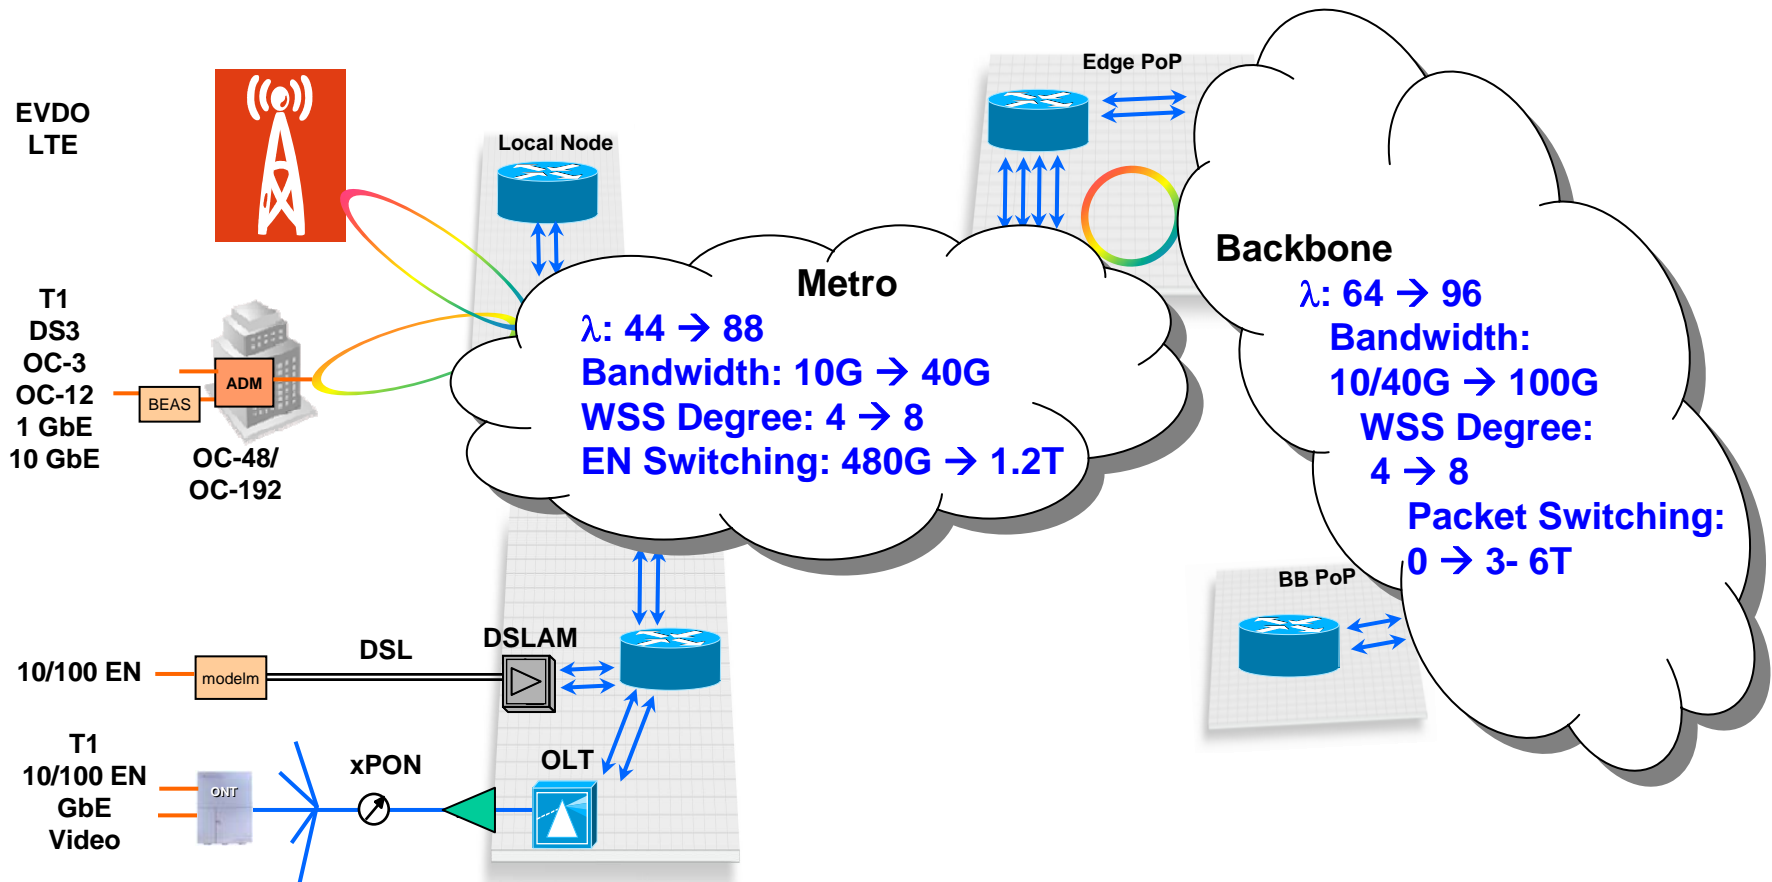 EVDO
LTE
Local Node
Edge PoP
T1
DS3
OC-3
OC-12
1 GbE
10 GbE
BEAS
ADM
OC-48/
OC-192
Metro
λ: 44 → 88
Bandwidth: 10G → 40G
WSS Degree: 4 → 8
EN Switching: 480G → 1.2T
Backbone
λ: 64 → 96
Bandwidth:
10/40G → 100G
WSS Degree:
4 → 8
Packet Switching:
0 → 3- 6T
BB PoP
10/100 EN
modelm
DSL
DSLAM
T1
10/100 EN
GbE
Video
ONT
xPON
OLT